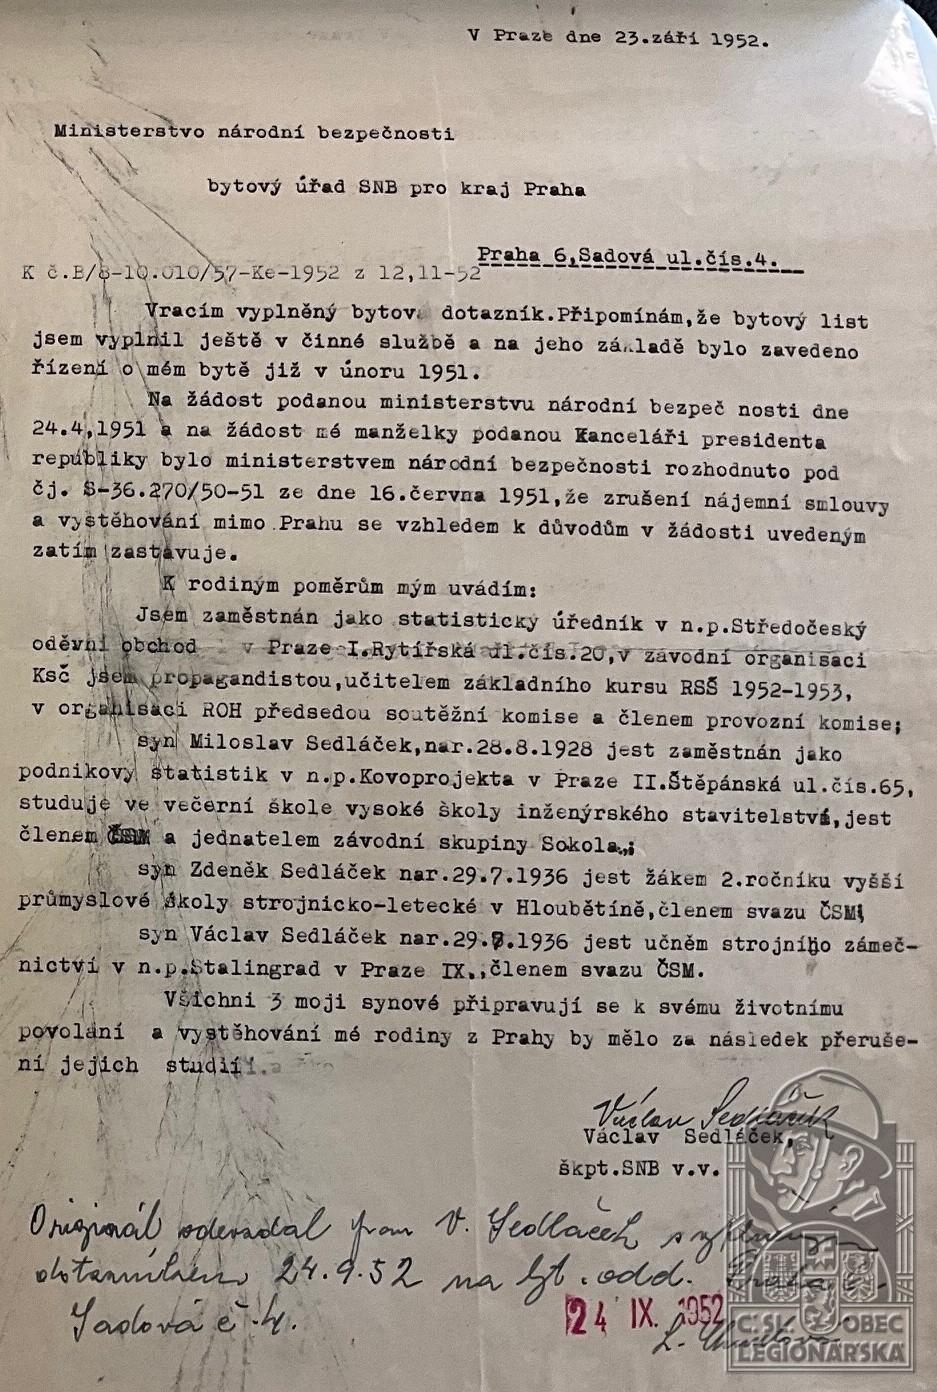 V Praze dne 23.září 1952.
Ministerstvo národní bezpečnosti
bytový úřad SNB pro kraj Praha
Praha 6,Sadová ul.čís.4.
K č.B/8-10.010/57-Ke-1952 z 12,11-52
Vracím vyplněný bytov dotazník.Připomínám,že bytový list
jsem vyplnil ještě v činné službě a na jeho základě bylo zavedeno
řízení o mém bytě již v únoru 1951.
Na žádost podanou ministerstvu národní bezpeč nosti dne
24.4,1951 a na žádost mé manželky podanou Kanceláři presidenta
republiky bylo ministerstvem národní bezpečnosti rozhodnuto pod
čj. S-36.270/50-51 ze dne 16.června 1951,že zrušení nájemní smlouvy
a vystěhování mimo Prahu se vzhledem k důvodům v žádosti uvedeným
zatím zastavuje.
K rodiným poměrům mým uvádím:
Jsem zaměstnán jako statistický úředník v n.p.Středočeský
oděvní obchod v Praze I.Rytířská ul.čís.20,v závodní organisaci
Ksč jsem propagandistou,učitelem základního kursu RSŠ 1952-1953,
v organisaci ROH předsedou soutěžní komise a členem provozní komise;
syn Miloslav Sedláček,nar.28.8.1928 jest zaměstnán jako
podnikový statistik v n.p.Kovoprojekta v Praze II.Štěpánská ul.čís.65,
studuje ve večerní škole vysoké školy inženýrského stavitelství,jest
členem ČSM a jednatelem závodní skupiny Sokola.;
syn Zdeněk Sedláček nar.29.7.1936 jest žákem 2.ročníku vyšší
průmyslové školy strojnicko-letecké v Hloubětíně,členem svazu ČSM;
syn Václav Sedláček nar.29.7.1936 jest učněm strojního zámeč-
nictví v n.p.Stalingrad v Praze IX.,členem svazu ČSM.
Všichni 3 moji synové připravují se k svému životnímu
povolání a vystěhování mé rodiny z Prahy by mělo za následek přeruše-
ní jejich studií.
Václav Sedláček
Václav Sedláček,
škpt.SNB v.v.
Originál odevzdal pan V. Sedláček s
dotazníkem 24.9.52 na byt. odd. Praha
Sadová č.4.
24 IX. 1952
Č. SL. OBEC
LEGIONÁŘSKÁ